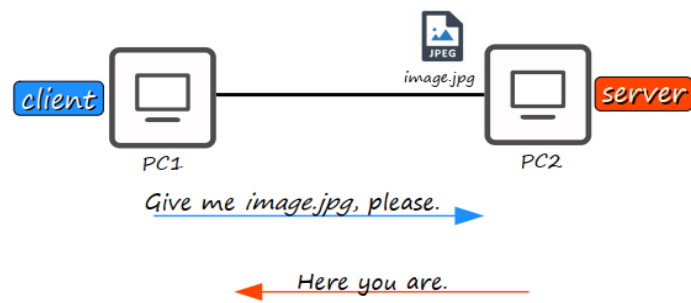 JPEG
image.jpg
client
server
PC1
PC2
Give me image.jpg, please.
Here you are.